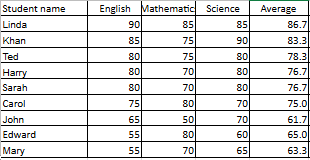 Student name English Mathematics Science Average
Linda 90 85 85 86.7
Khan 85 75 90 83.3
Ted 80 75 80 78.3
Harry 80 70 80 76.7
Sarah 80 70 80 76.7
Carol 75 80 70 75.0
John 65 50 70 61.7
Edward 55 80 60 65.0
Mary 55 70 65 63.3